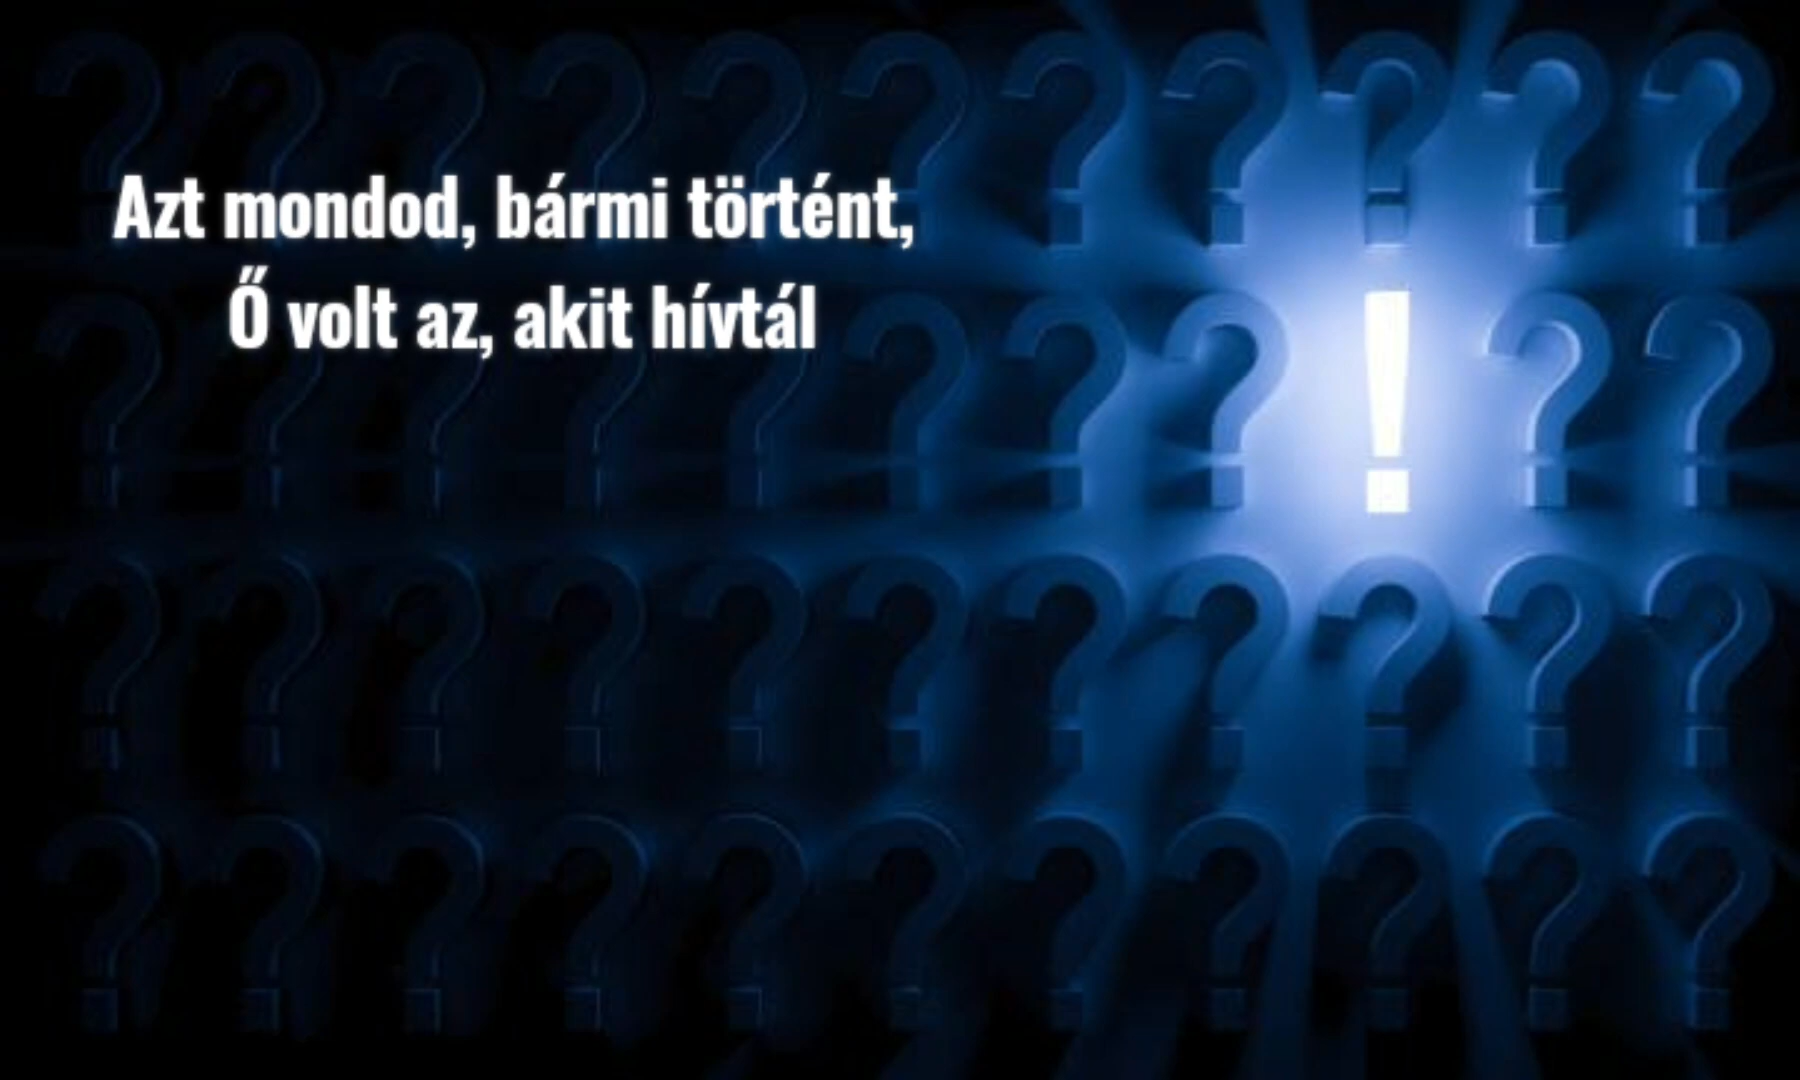 Azt mondod, bármi történt,
Ő volt az, akit hívtál